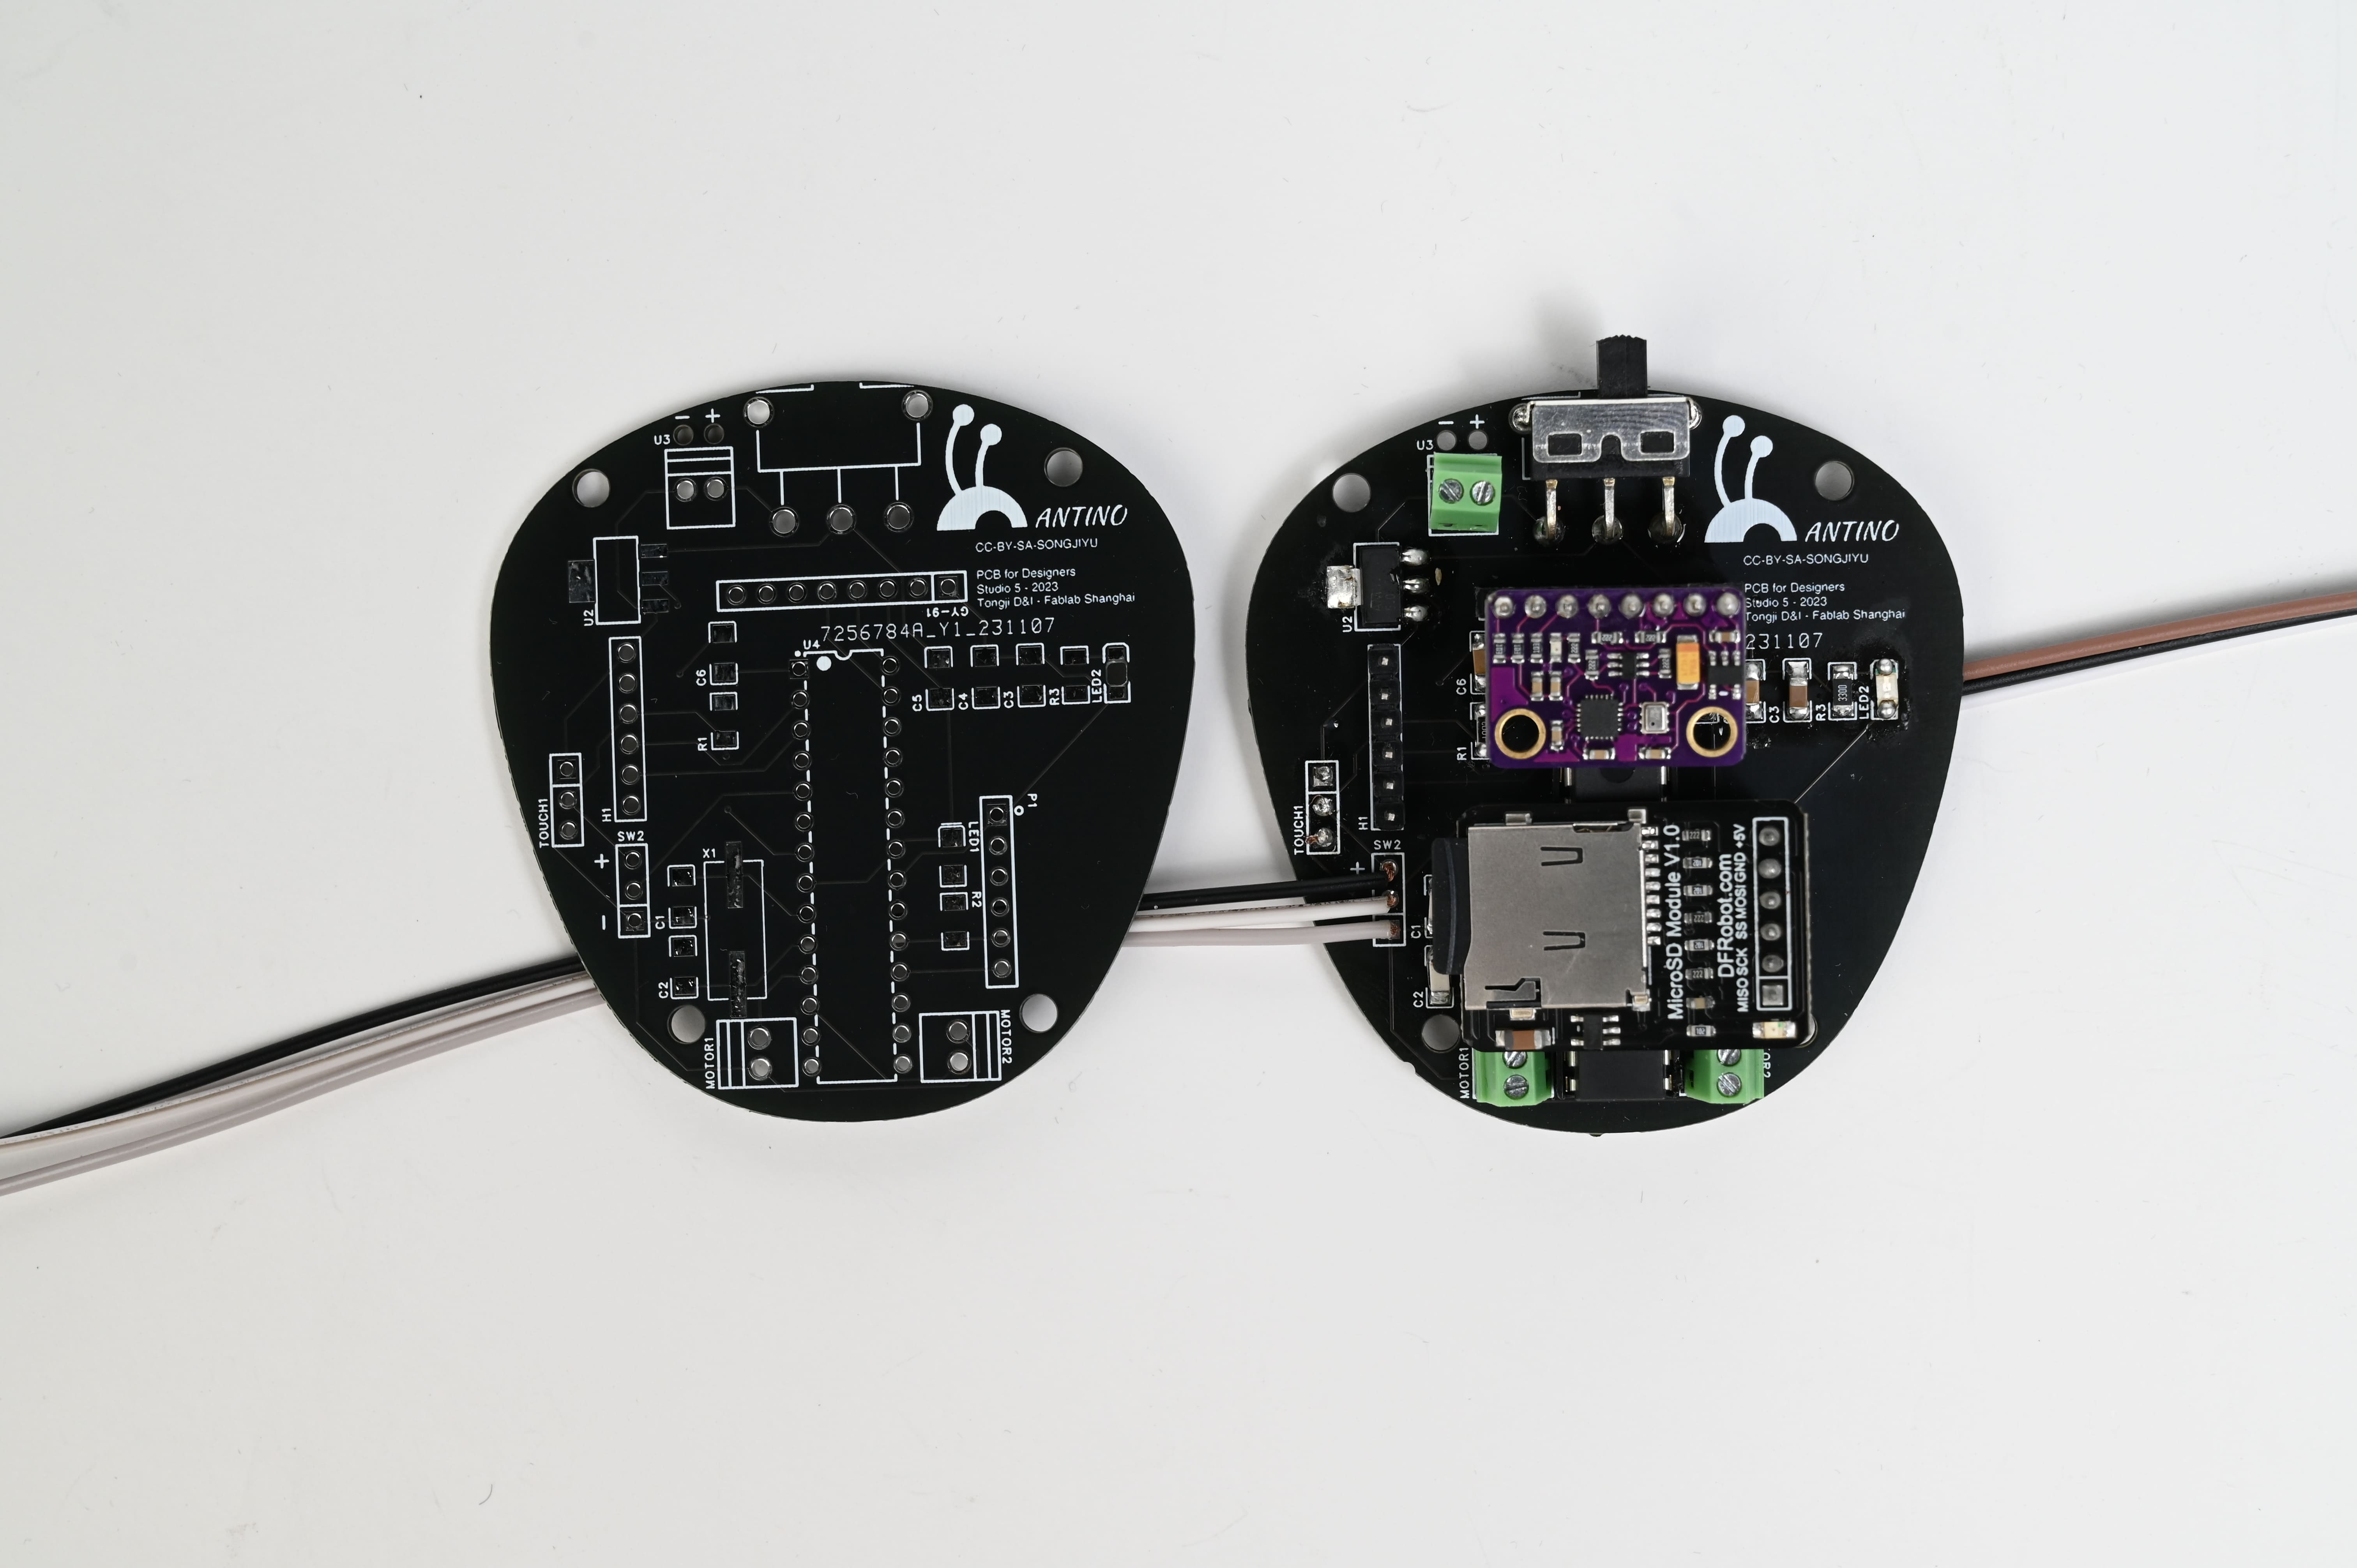 - +
U3
ANTINO
CC-BY-SA-SONGJIYU
PCB for Designers
Studio 5 - 2023
Tongji D&I - Fablab Shanghai
U2
GY-91
7256784A_Y1_231107
U4
C6
R1
C5
C4
C3
R3
LED2
TOUCH1
H1
SW2
+
-
X1
C1
C2
LED1
R2
P1
MOTOR1
MOTOR2
- +
U3
ANTINO
CC-BY-SA-SONGJIYU
PCB for Designers
Studio 5 - 2023
Tongji D&I - Fablab Shanghai
231107
U2
C6
R1
C3
R3
3300
LED2
TOUCH1
H1
SW2
+
C1
C2
MicroSD Module V1.0
DFRobot.com
MISO SCK SS MOSI GND +5V
MOTOR1